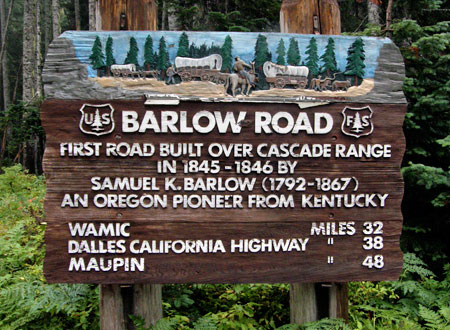 US BARLOW ROAD FS
FIRST ROAD BUILT OVER CASCADE RANGE
IN 1845-1846 BY
SAMUEL K. BARLOW (1792-1867)
AN OREGON PIONEER FROM KENTUCKY
WAMIC MILES 32
DALLES CALIFORNIA HIGHWAY " 38
MAUPIN " 48